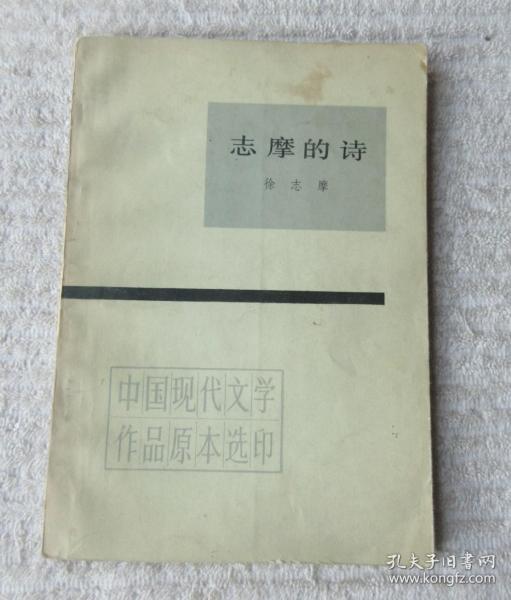 志摩的诗
徐志摩
中国现代文学
作品原本选印
孔夫子旧书网
www.kongfz.com